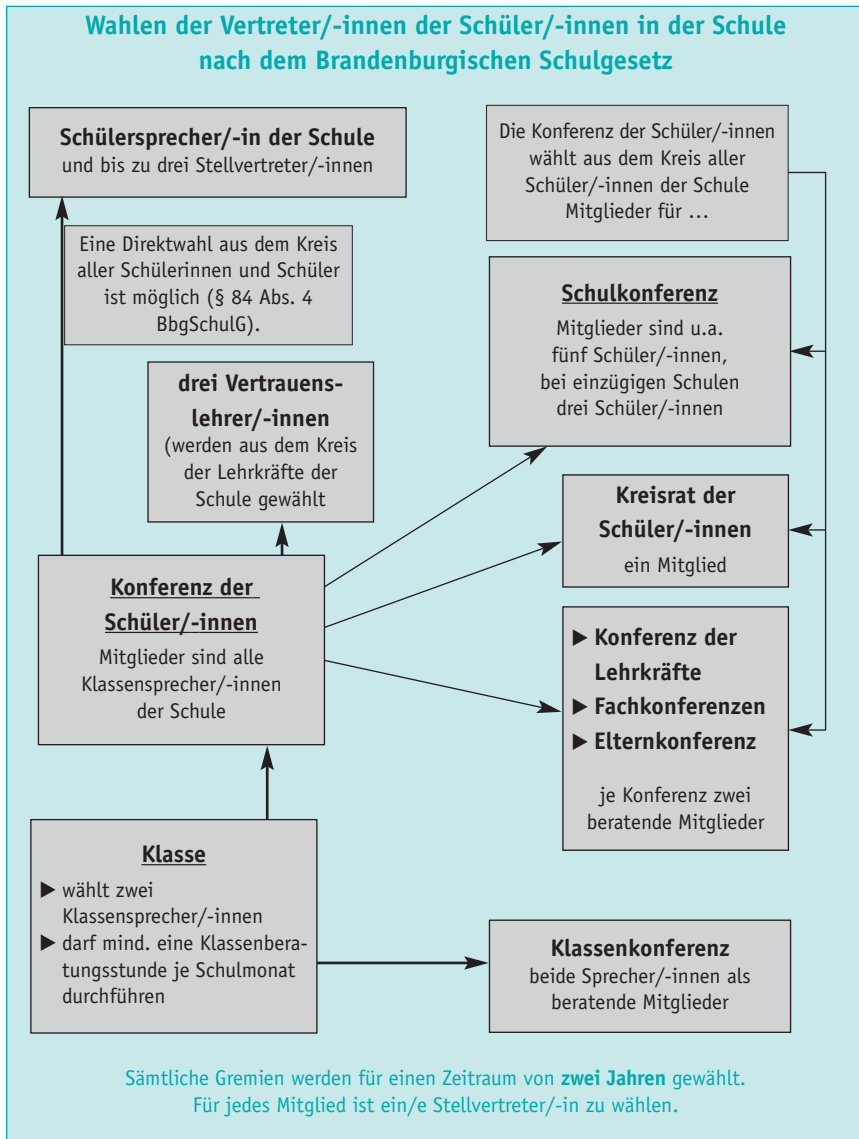 Wahlen der Vertreter/-innen der Schüler/-innen in der Schule
nach dem Brandenburgischen Schulgesetz
Schülersprecher/-in der Schule
und bis zu drei Stellvertreter/-innen
Die Konferenz der Schüler/-innen
wählt aus dem Kreis aller
Schüler/-innen der Schule
Mitglieder für ...
Eine Direktwahl aus dem Kreis
aller Schülerinnen und Schüler
ist möglich (§ 84 Abs. 4
BbgSchulG).
Schulkonferenz
Mitglieder sind u.a.
fünf Schüler/-innen,
bei einzügigen Schulen
drei Schüler/-innen
drei Vertrauens-
lehrer/-innen
(werden aus dem Kreis
der Lehrkräfte der
Schule gewählt
Kreisrat der
Schüler/-innen
ein Mitglied
Konferenz der
Schüler/-innen
Mitglieder sind alle
Klassensprecher/-innen
der Schule
▶ Konferenz der
Lehrkräfte
▶ Fachkonferenzen
▶ Elternkonferenz
je Konferenz zwei
beratende Mitglieder
Klasse
▶ wählt zwei
Klassensprecher/-innen
▶ darf mind. eine Klassenbera-
tungsstunde je Schulmonat
durchführen
Klassenkonferenz
beide Sprecher/-innen als
beratende Mitglieder
Sämtliche Gremien werden für einen Zeitraum von zwei Jahren gewählt.
Für jedes Mitglied ist ein/e Stellvertreter/-in zu wählen.